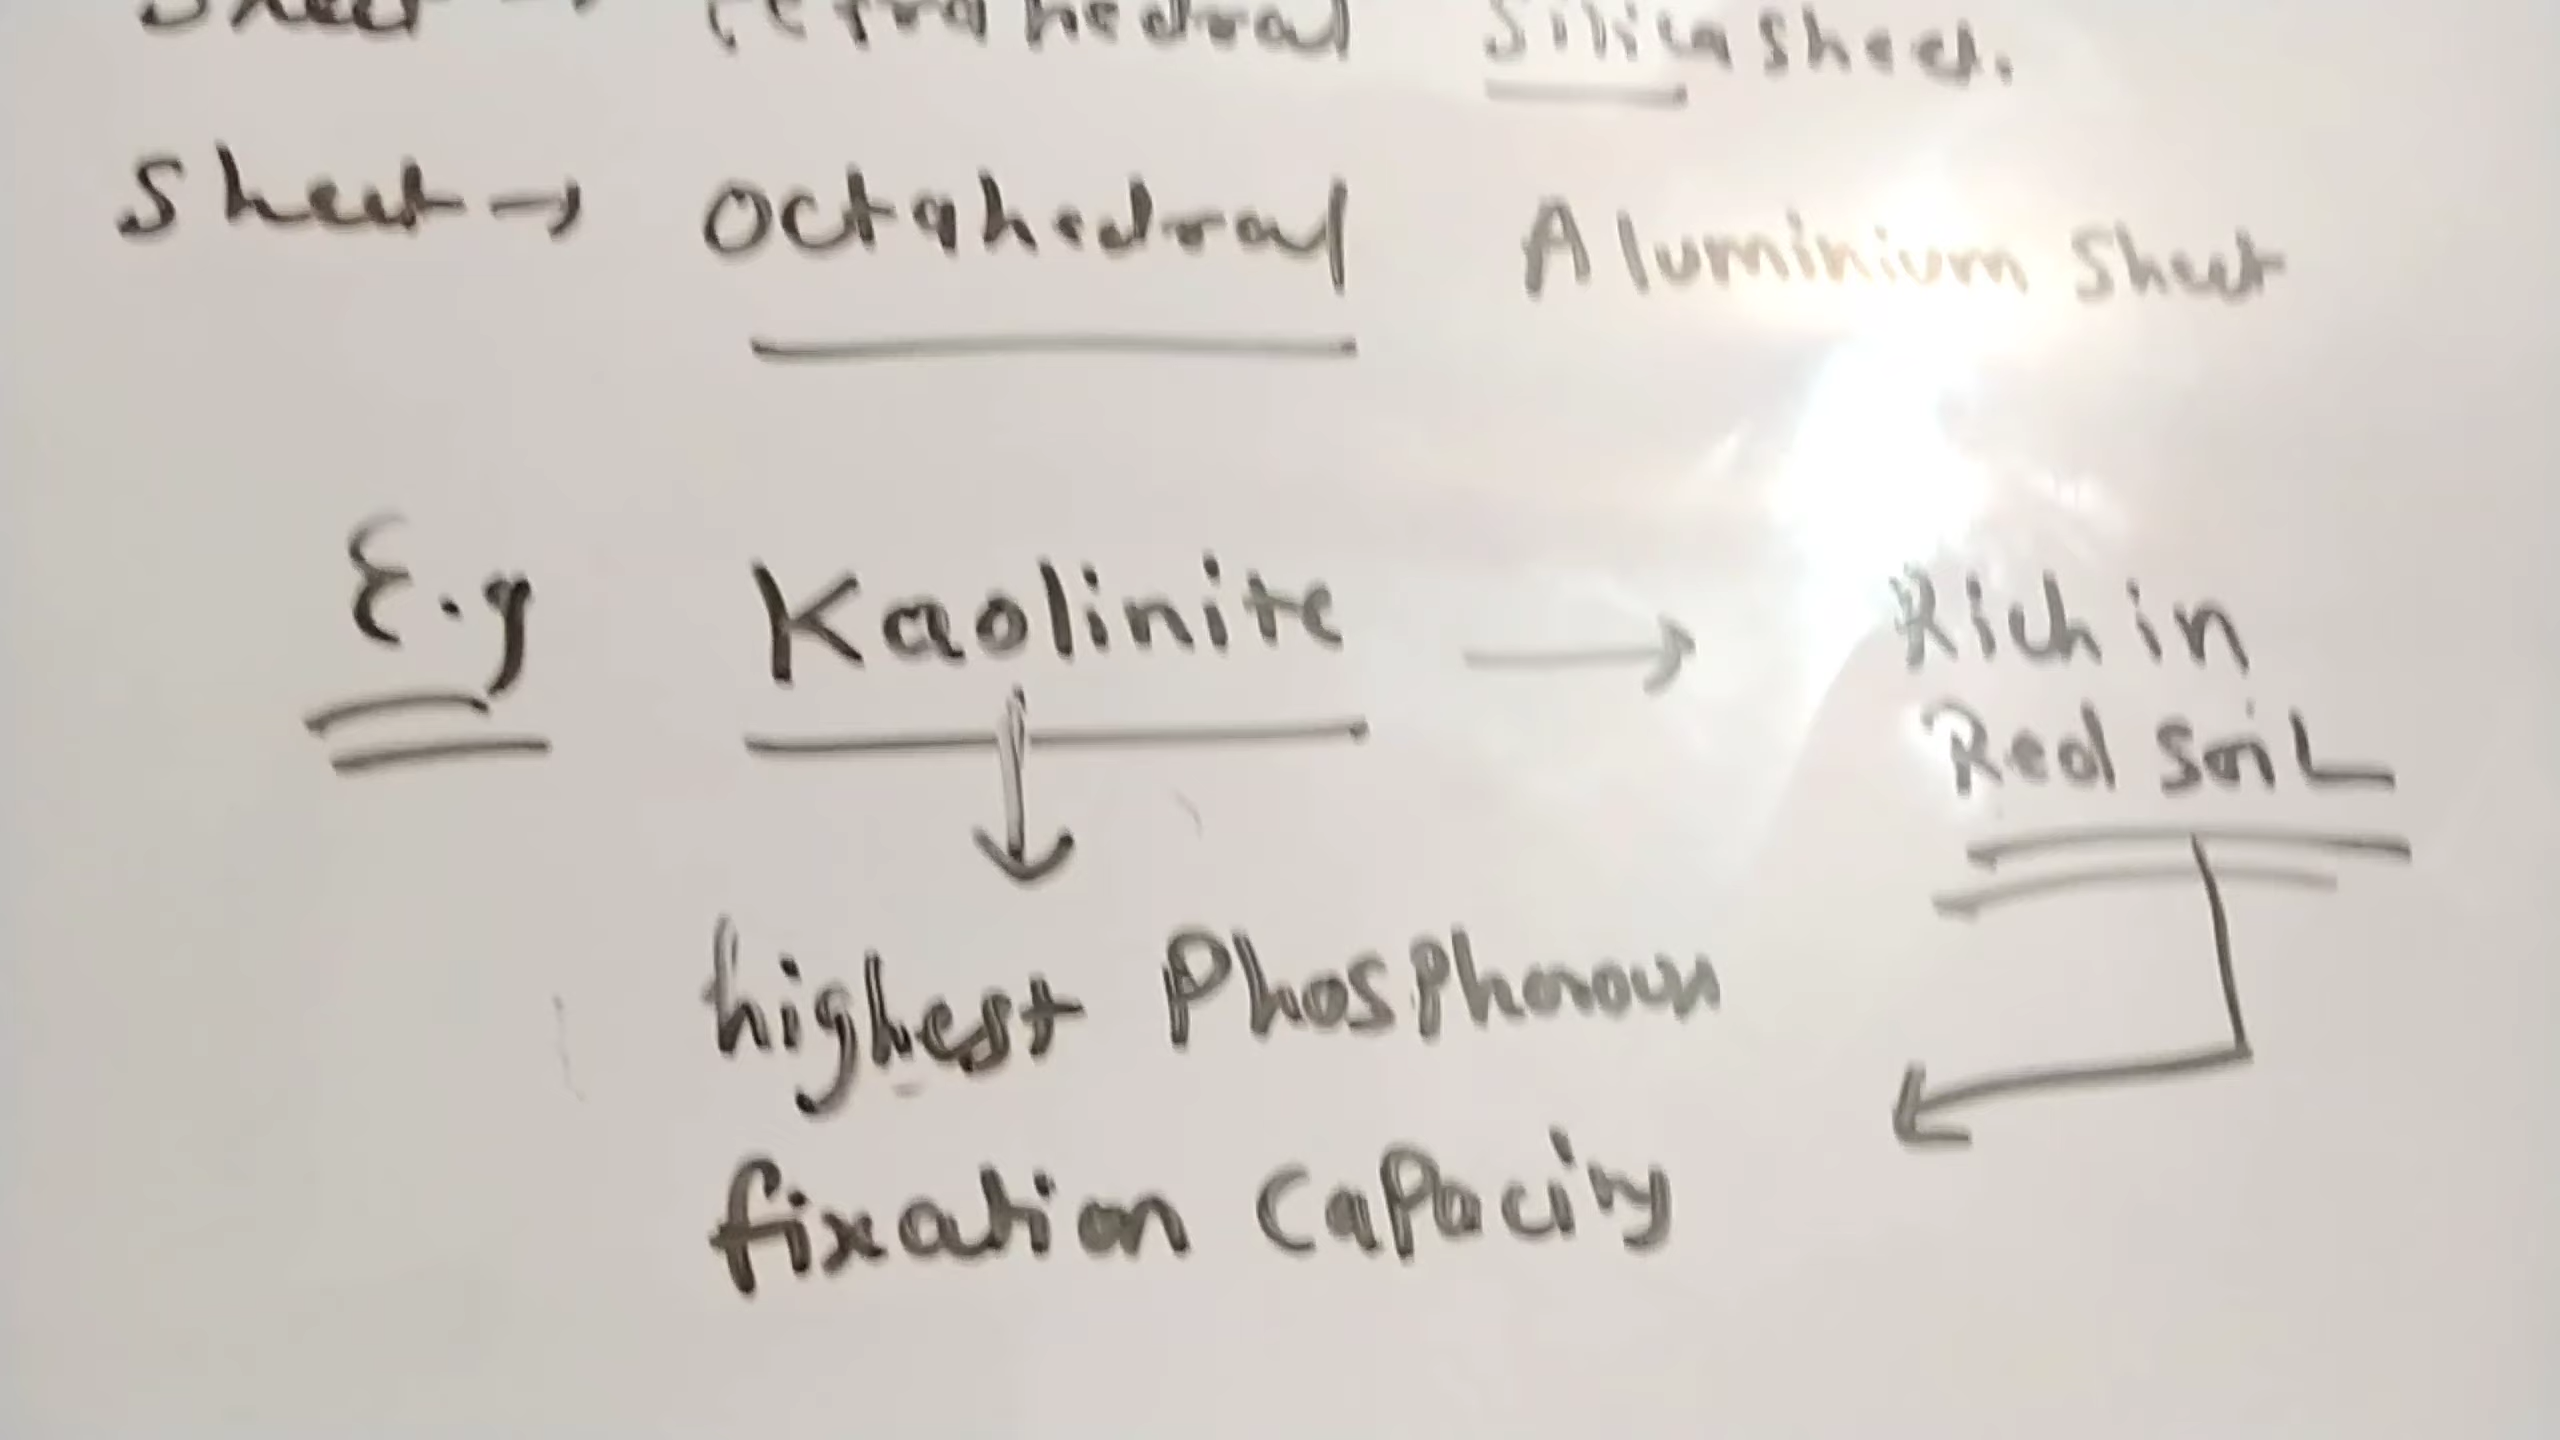 Sheet → Tetrahedral Silica Sheet.
Sheet → Octahedral Aluminium Sheet
E.g Kaolinite → Rich in
Red Soil
highest Phosphorous
fixation Capacity